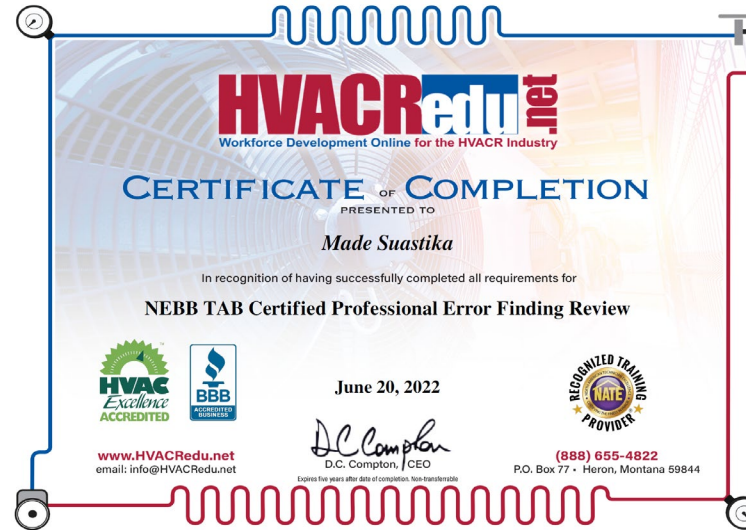 HVACRedu.net
Workforce Development Online for the HVACR Industry
CERTIFICATE OF COMPLETION
PRESENTED TO
Made Suastika
In recognition of having successfully completed all requirements for
NEBB TAB Certified Professional Error Finding Review
HVAC
Excellence
ACCREDITED
BBB
ACCREDITED
BUSINESS
June 20, 2022
RECOGNIZED TRAINING
NATE
PROVIDER
D.C. Compton
D.C. Compton, CEO
Expires five years after date of completion. Non-transferrable
www.HVACRedu.net
email: info@HVACRedu.net
(888) 655-4822
P.O. Box 77 • Heron, Montana 59844